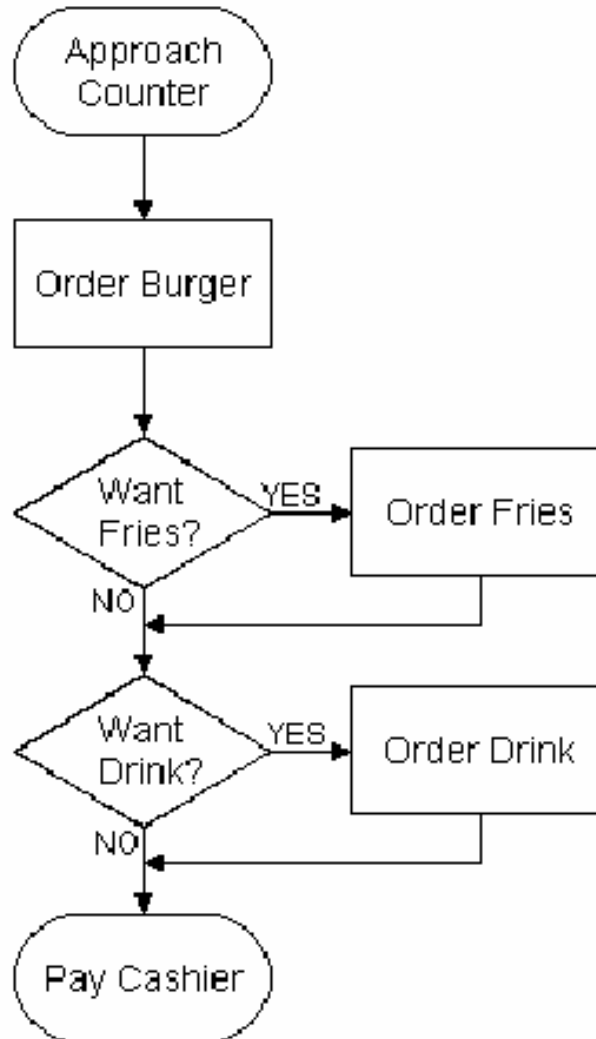 Approach
Counter
Order Burger
Want
Fries?
YES
Order Fries
NO
Want
Drink?
YES
Order Drink
NO
Pay Cashier